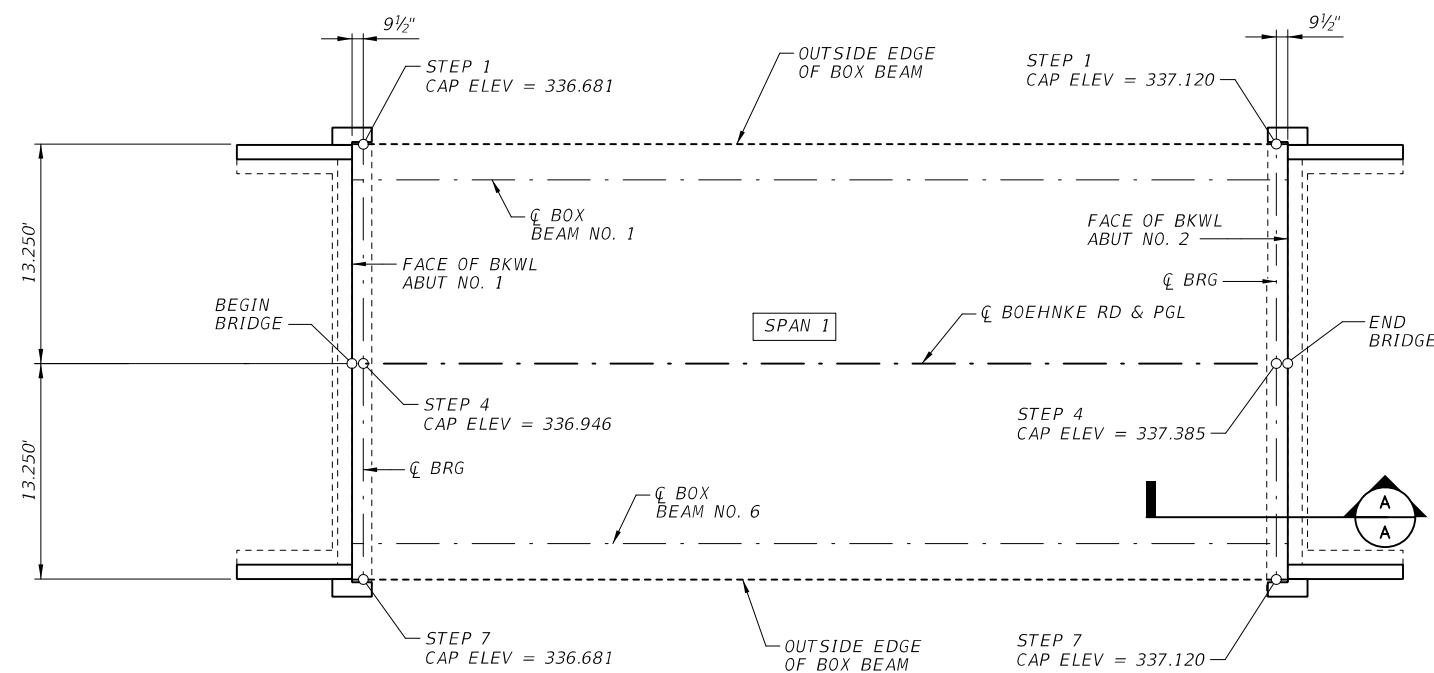 9½"
9½"
STEP 1
CAP ELEV = 336.681
OUTSIDE EDGE
OF BOX BEAM
STEP 1
CAP ELEV = 337.120
13.250'
℄ BOX
BEAM NO. 1
FACE OF BKWL
ABUT NO. 2
FACE OF BKWL
ABUT NO. 1
℄ BRG
BEGIN
BRIDGE
SPAN 1
℄ BOEHNKE RD & PGL
END
BRIDGE
STEP 4
CAP ELEV = 336.946
STEP 4
CAP ELEV = 337.385
13.250'
℄ BRG
℄ BOX
BEAM NO. 6
A
A
STEP 7
CAP ELEV = 336.681
OUTSIDE EDGE
OF BOX BEAM
STEP 7
CAP ELEV = 337.120